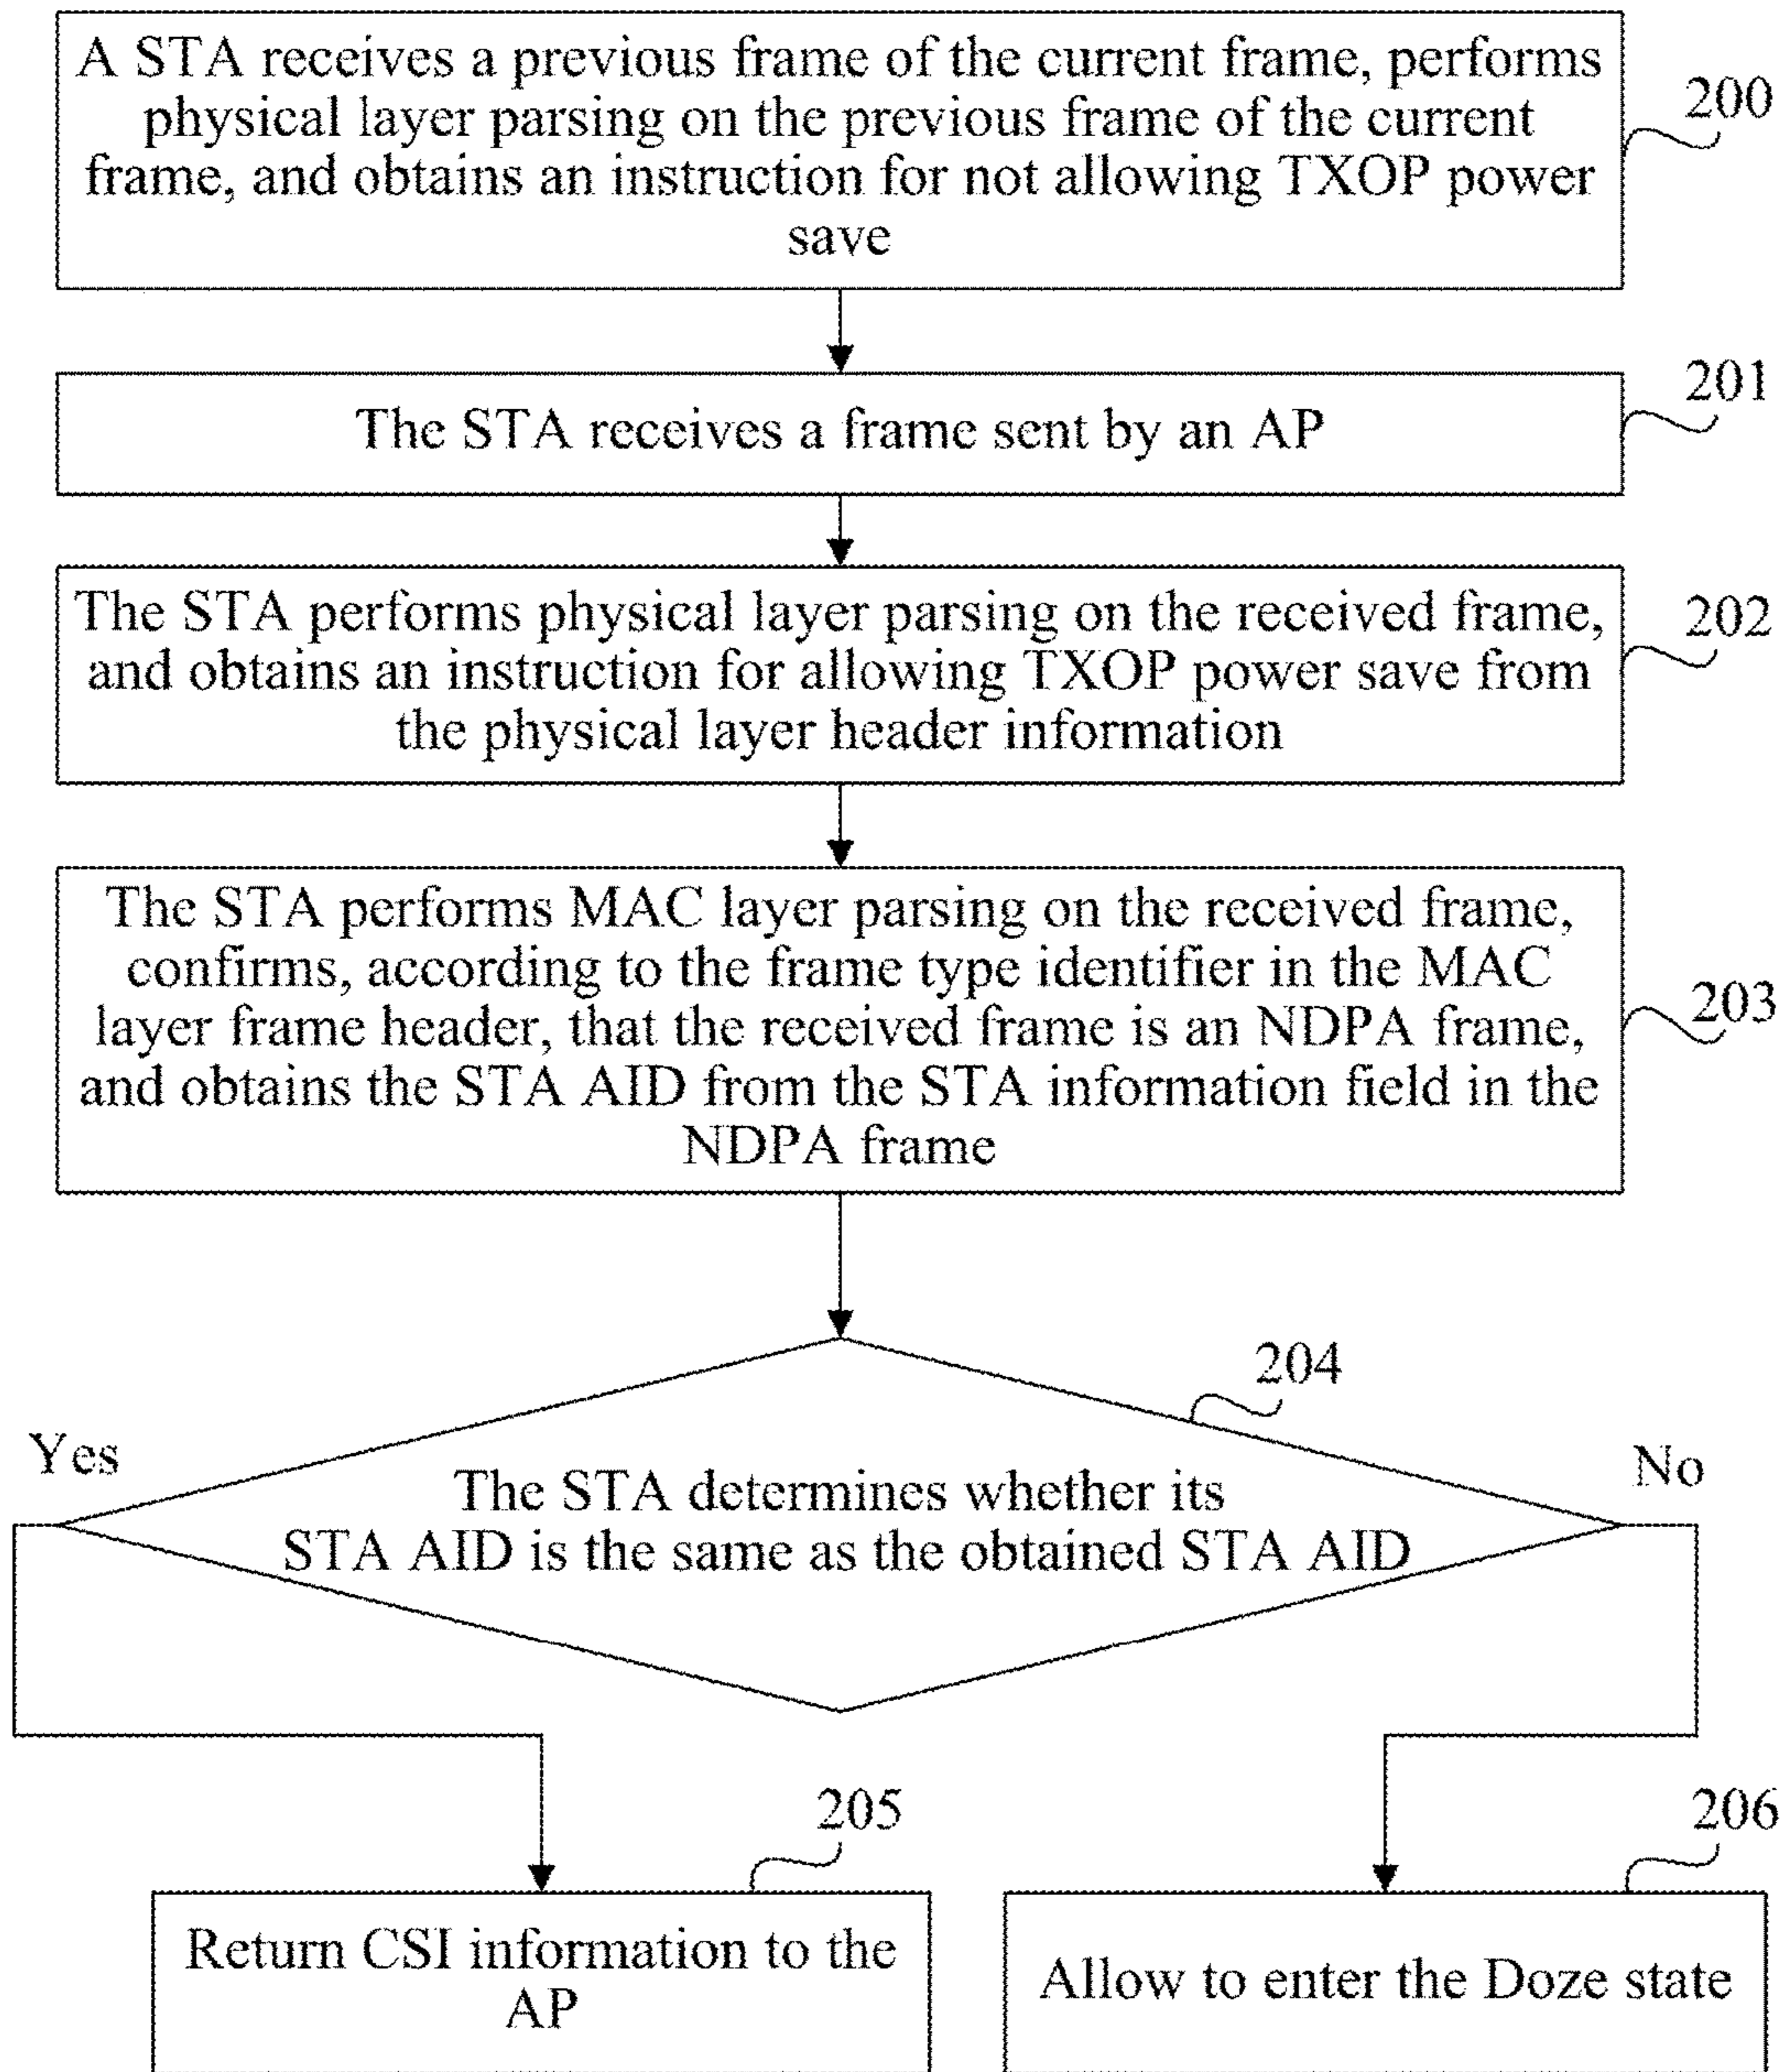 A STA receives a previous frame of the current frame, performs
physical layer parsing on the previous frame of the current
frame, and obtains an instruction for not allowing TXOP power
save
200
The STA receives a frame sent by an AP
201
The STA performs physical layer parsing on the received frame,
and obtains an instruction for allowing TXOP power save from
the physical layer header information
202
The STA performs MAC layer parsing on the received frame,
confirms, according to the frame type identifier in the MAC
layer frame header, that the received frame is an NDPA frame,
and obtains the STA AID from the STA information field in the
NDPA frame
203
204
Yes
No
The STA determines whether its
STA AID is the same as the obtained STA AID
205
206
Return CSI information to the
AP
Allow to enter the Doze state